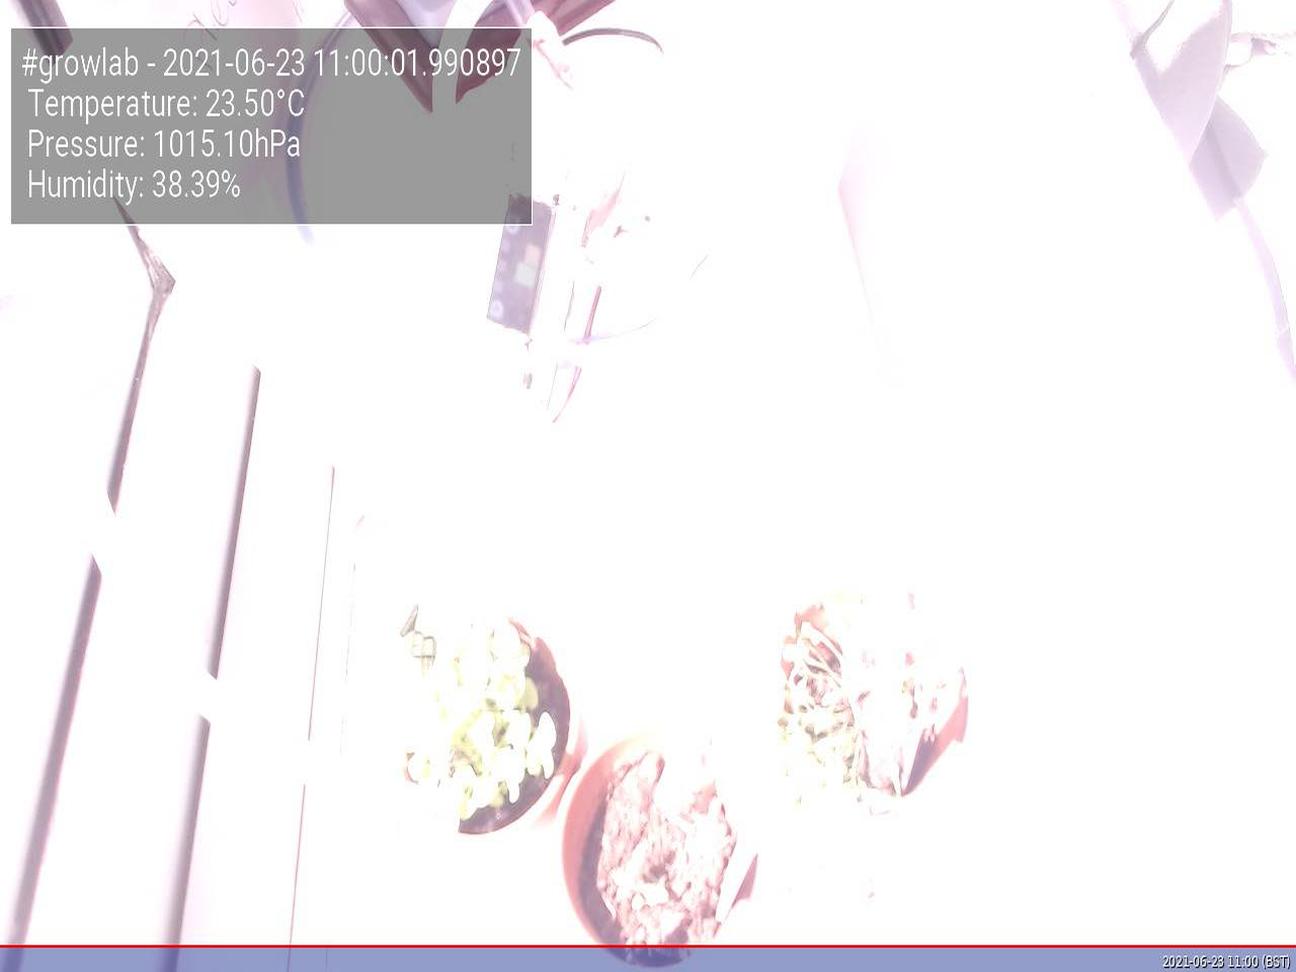 #growlab - 2021-06-23 11:00:01.990897
Temperature: 23.50°C
Pressure: 1015.10hPa
Humidity: 38.39%
2021-06-23 11:00 (BST)